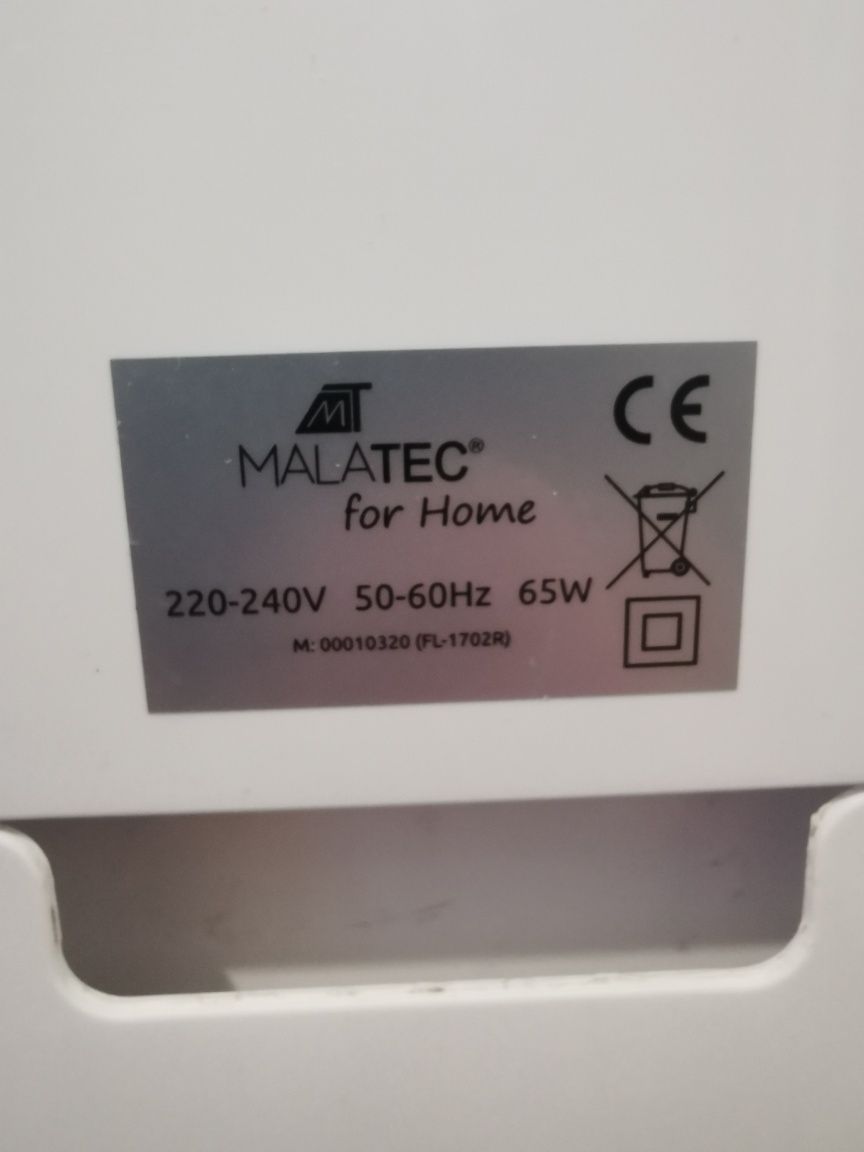 MT
MALATEC®
for Home
220-240V 50-60Hz 65W
M: 00010320 (FL-1702R)
CE